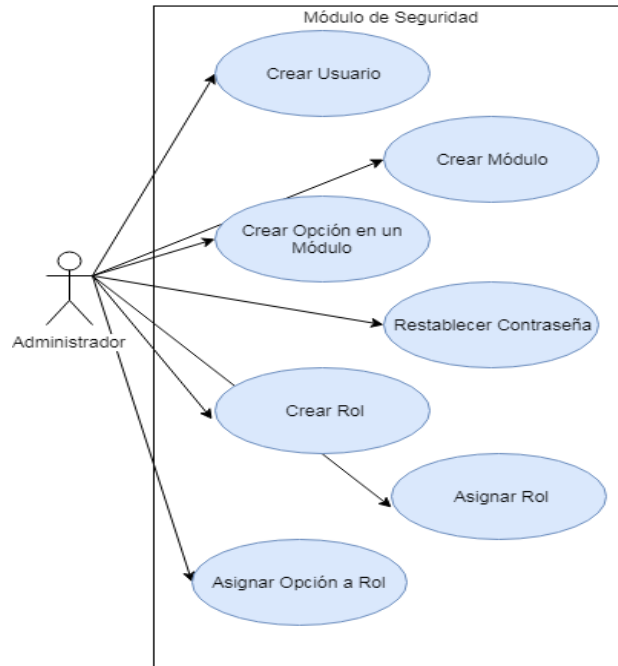 Módulo de Seguridad
Crear Usuario
Crear Módulo
Crear Opción en un
Módulo
Restablecer Contraseña
Administrador
Crear Rol
Asignar Rol
Asignar Opción a Rol